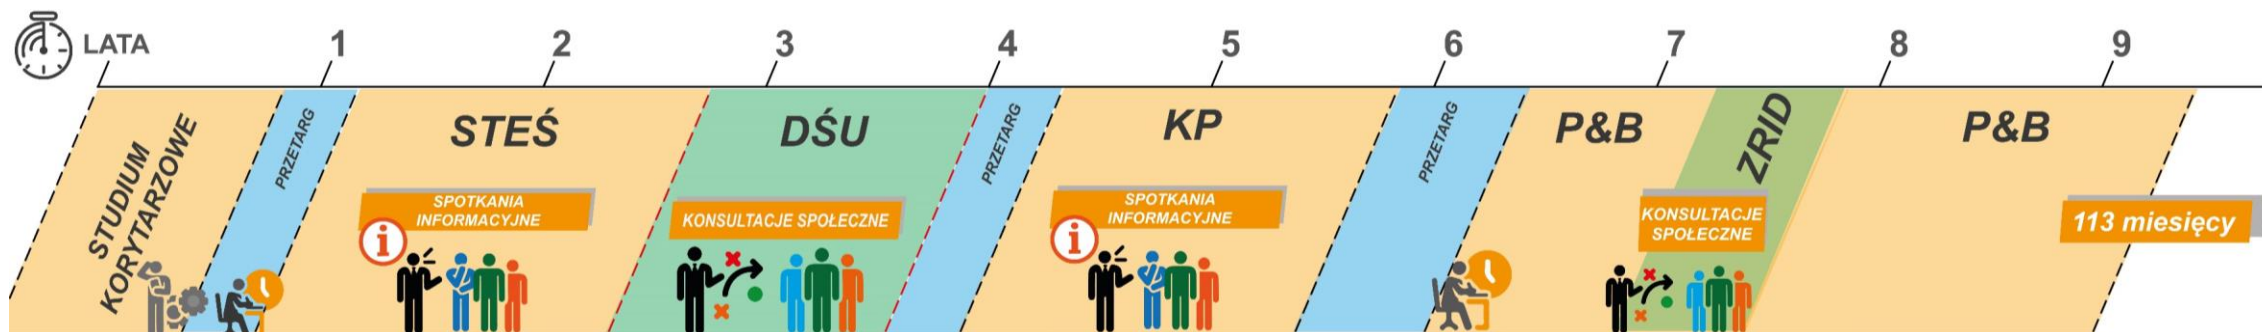 LATA 1 2 3 4 5 6 7 8 9
STUDIUM
KORYTARZOWE
PRZETARG
STEŚ
SPOTKANIA
INFORMACYJNE
i
DŚU
KONSULTACJE SPOŁECZNE
PRZETARG
KP
SPOTKANIA
INFORMACYJNE
i
PRZETARG
P&B
ZRID
KONSULTACJE
SPOŁECZNE
P&B
113 miesięcy